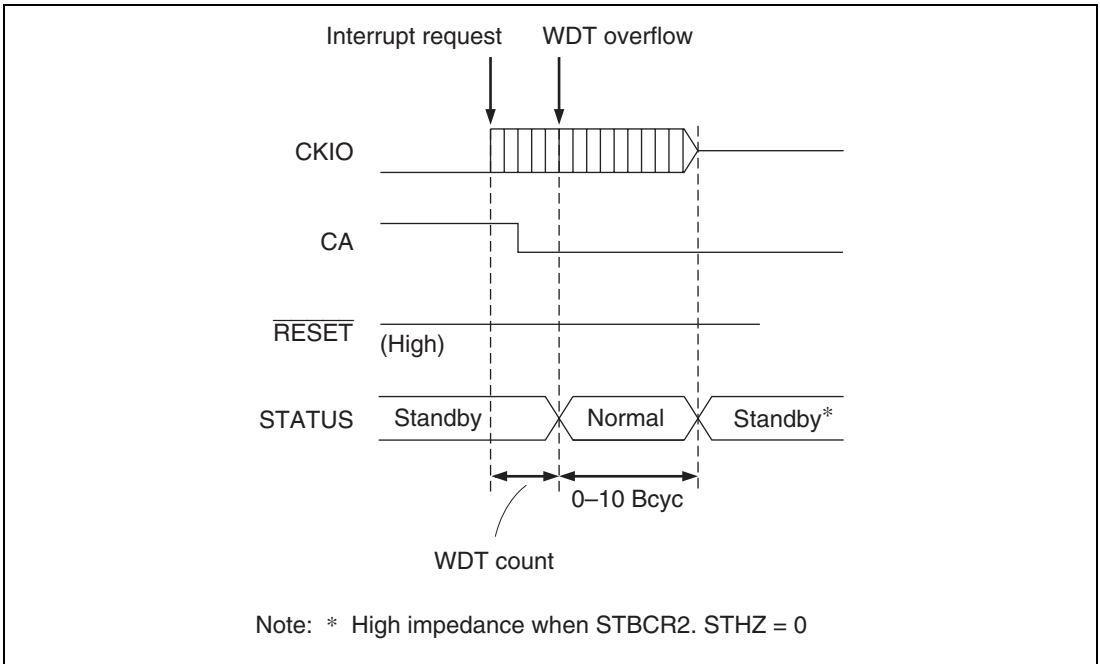 Interrupt request WDT overflow
CKIO
CA
RESET
(High)
STATUS Standby Normal Standby*
0–10 Bcyc
WDT count
Note: * High impedance when STBCR2. STHZ = 0